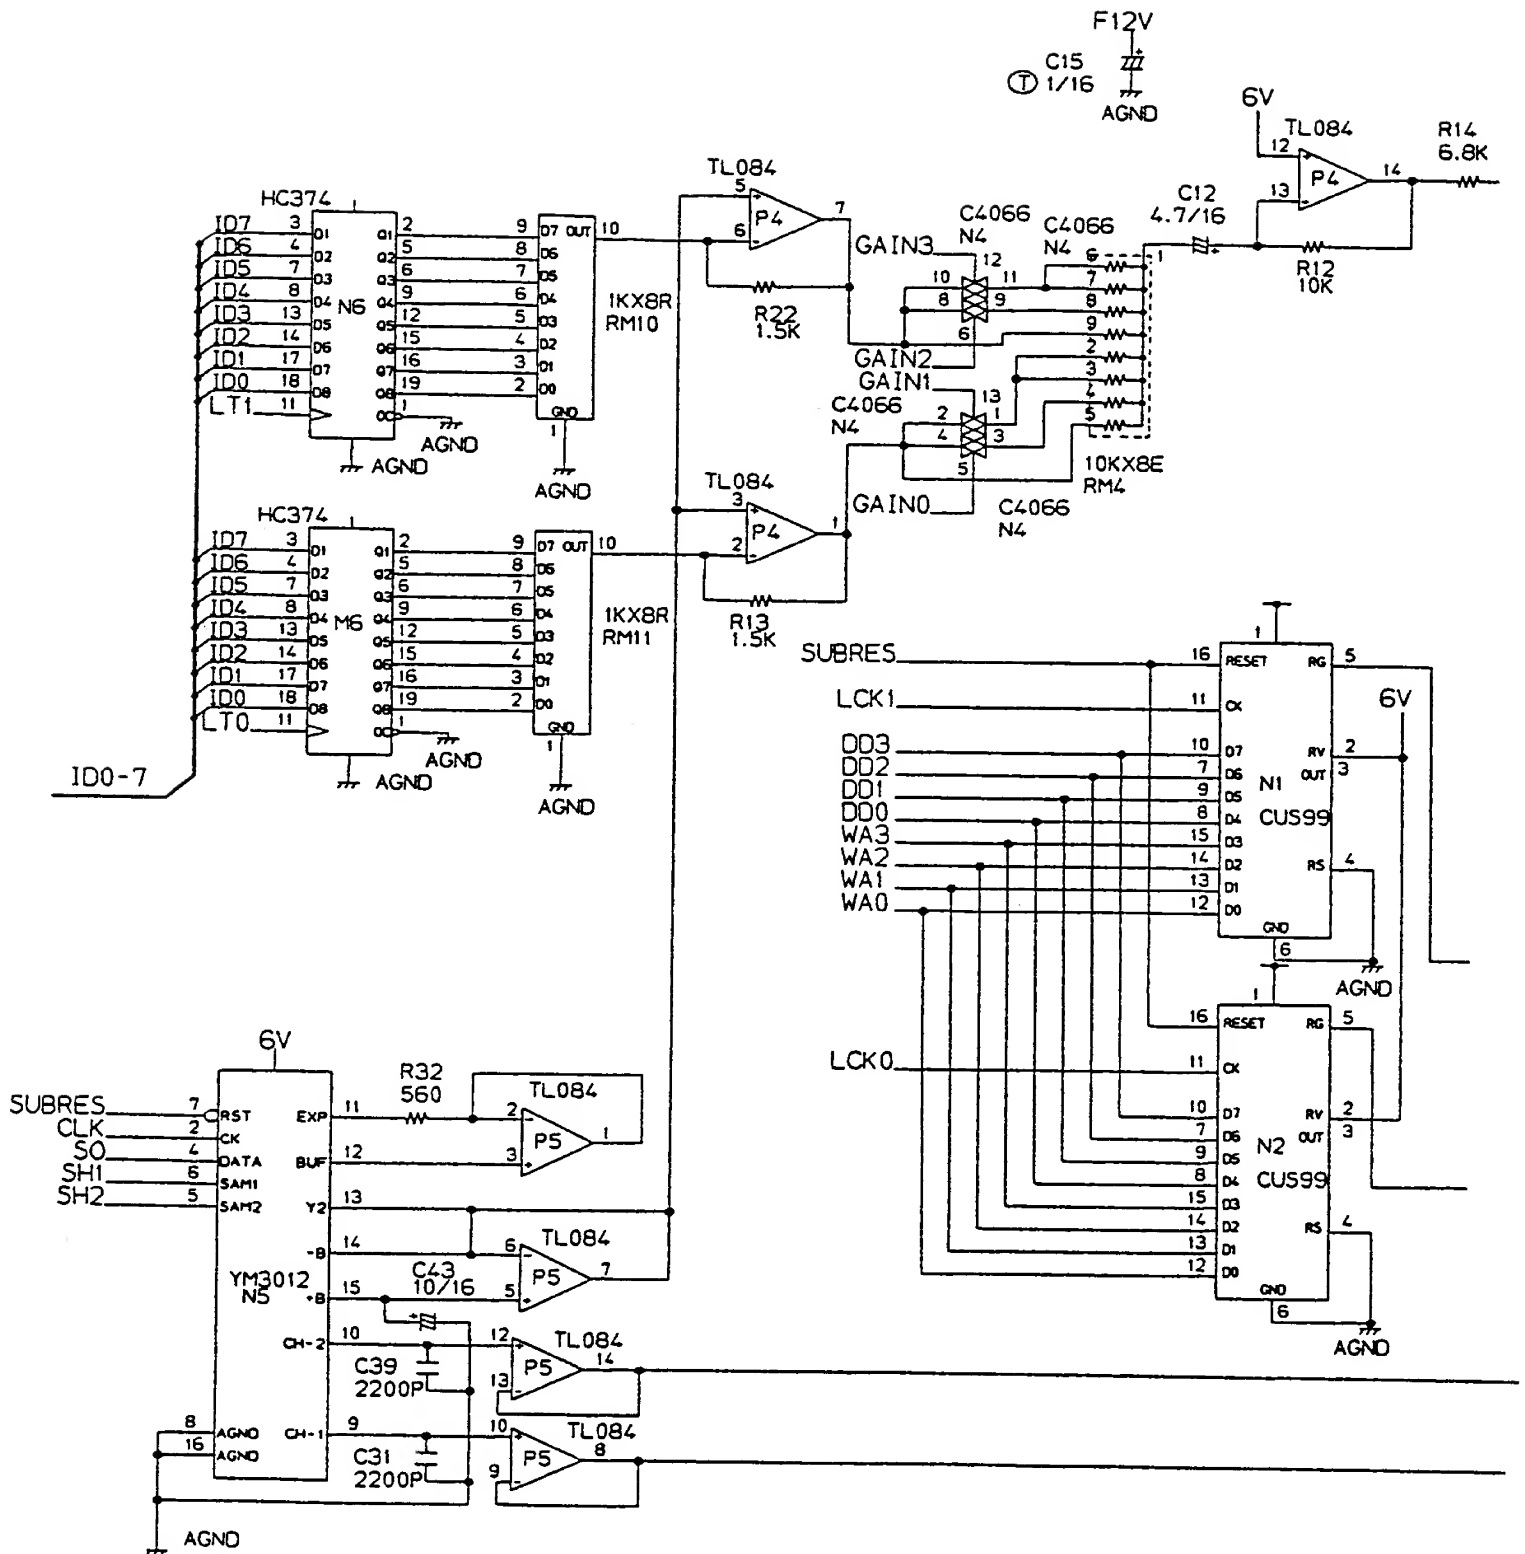 F12V
C15
T 1/16
AGND
6V
TL084
12
13
P4
14
R14
6.8K
C12
4.7/16
R12
10K
TL084
5
6
P4
7
R22
1.5K
HC374
ID7 3 D1 Q1 2
ID6 4 D2 Q2 5
ID5 7 D3 Q3 6
ID4 8 D4 Q4 9
ID3 13 D5 Q5 12
ID2 14 D6 Q6 15
ID1 17 D7 Q7 16
ID0 18 D8 Q8 19
LT1 11 OC 1
1
N6
AGND
AGND
9 D7 OUT 10
8 D6
7 D5
6 D4
5 D3
4 D2
3 D1
2 D0
GND
1
AGND
1KX8R
RM10
C4066
N4
C4066
N4
GAIN3
12
10 11
8 9
6
GAIN2
GAIN1
C4066
N4
13
2 1
4 3
5
GAIN0
C4066
N4
1
6
7
8
9
2
3
4
5
10KX8E
RM4
TL084
3
2
P4
1
R13
1.5K
HC374
ID7 3 D1 Q1 2
ID6 4 D2 Q2 5
ID5 7 D3 Q3 6
ID4 8 D4 Q4 9
ID3 13 D5 Q5 12
ID2 14 D6 Q6 15
ID1 17 D7 Q7 16
ID0 18 D8 Q8 19
LT0 11 OC 1
1
M6
AGND
AGND
9 D7 OUT 10
8 D6
7 D5
6 D4
5 D3
4 D2
3 D1
2 D0
GND
1
AGND
1KX8R
RM11
ID0-7
SUBRES 16 RESET RG 5
1
LCK1 11 CK
6V
DD3 10 D7 RV 2
DD2 7 D6 OUT 3
DD1 9 D5
DD0 8 D4
WA3 15 D3
WA2 14 D2 RS 4
WA1 13 D1
WA0 12 D0
N1
CUS99
GND
6
AGND
1
16 RESET RG 5
LCK0 11 CK
10 D7 RV 2
7 D6 OUT 3
9 D5
8 D4
15 D3
14 D2 RS 4
13 D1
12 D0
N2
CUS99
GND
6
AGND
6V
SUBRES 7 RST EXP 11
CLK 2 CK
SO 4 DATA BUF 12
SH1 6 SAM1
SH2 5 SAM2 Y2 13
-B 14
YM3012
N5
+B 15
CH-2 10
CH-1 9
8 AGND
16 AGND
AGND
R32
560
TL084
2
3
P5
1
TL084
6
5
P5
7
C43
10/16
TL084
12
13
P5
14
C39
2200P
TL084
10
9
P5
8
C31
2200P